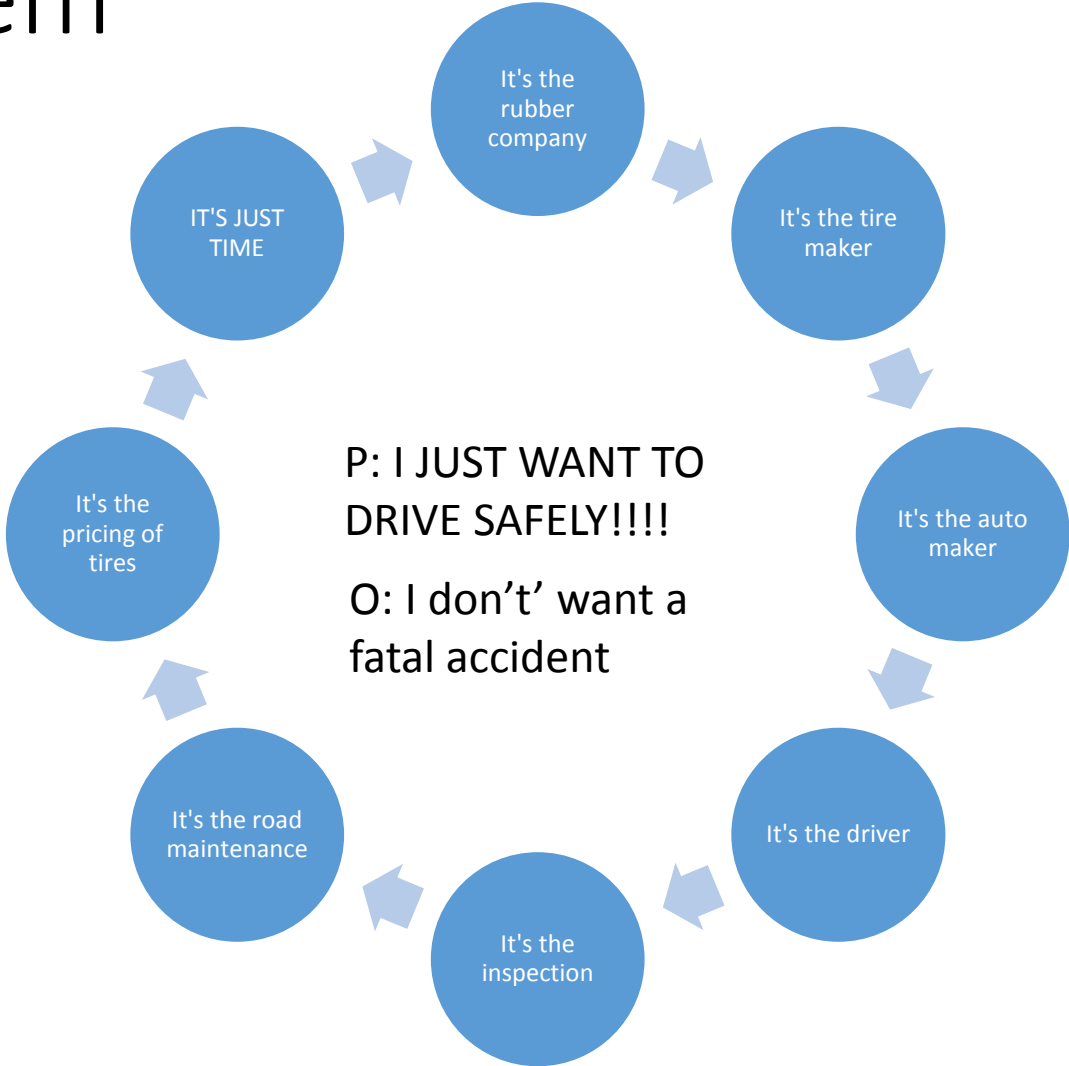 It's the
rubber
company
It's the tire
maker
It's the auto
maker
It's the driver
It's the
inspection
It's the road
maintenance
It's the
pricing of
tires
IT'S JUST
TIME
P: I JUST WANT TO
DRIVE SAFELY!!!!
O: I don’t’ want a
fatal accident